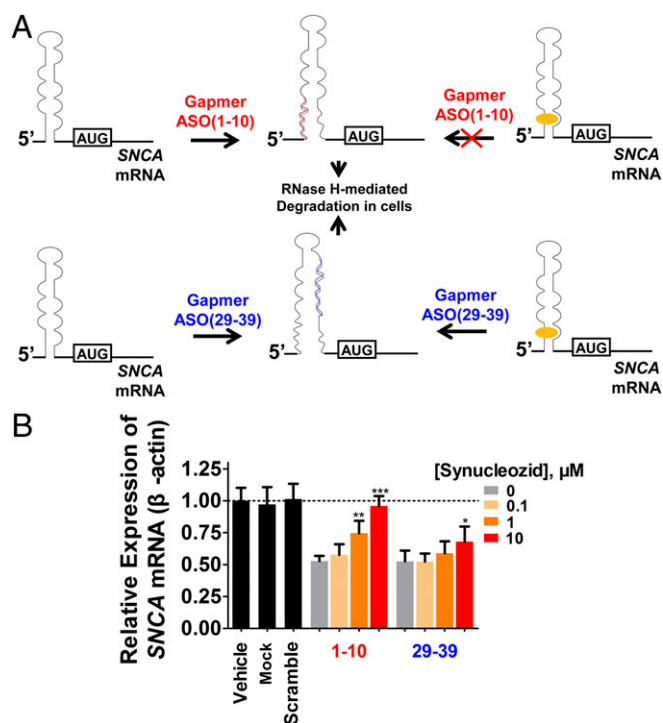 A
Gapmer
ASO(1-10)
Gapmer
ASO(1-10)
5'
AUG
SNCA
mRNA
5'
AUG
5'
AUG
SNCA
mRNA
RNase H-mediated
Degradation in cells
Gapmer
ASO(29-39)
Gapmer
ASO(29-39)
5'
AUG
SNCA
mRNA
5'
AUG
5'
AUG
SNCA
mRNA
B
Relative Expression of
SNCA mRNA (β -actin)
1.25
1.00
0.75
0.50
0.25
0.00
**
***
*
[Synucleozid], µM
0
0.1
1
10
Vehicle
Mock
Scramble
1-10
29-39